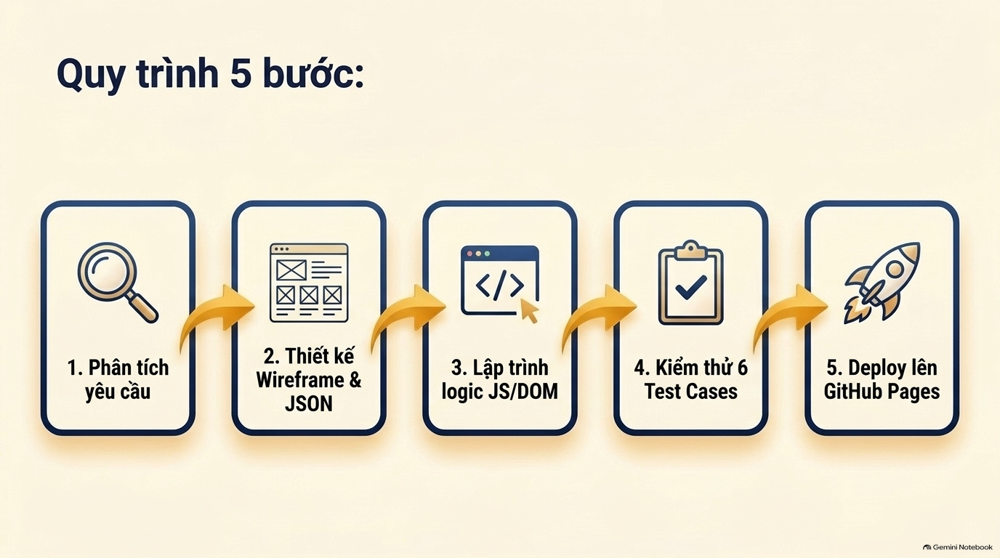 Quy trình 5 bước:
1. Phân tích
yêu cầu
2. Thiết kế
Wireframe &
JSON
3. Lập trình
logic JS/DOM
4. Kiểm thử 6
Test Cases
5. Deploy lên
GitHub Pages
Gemini Notebook